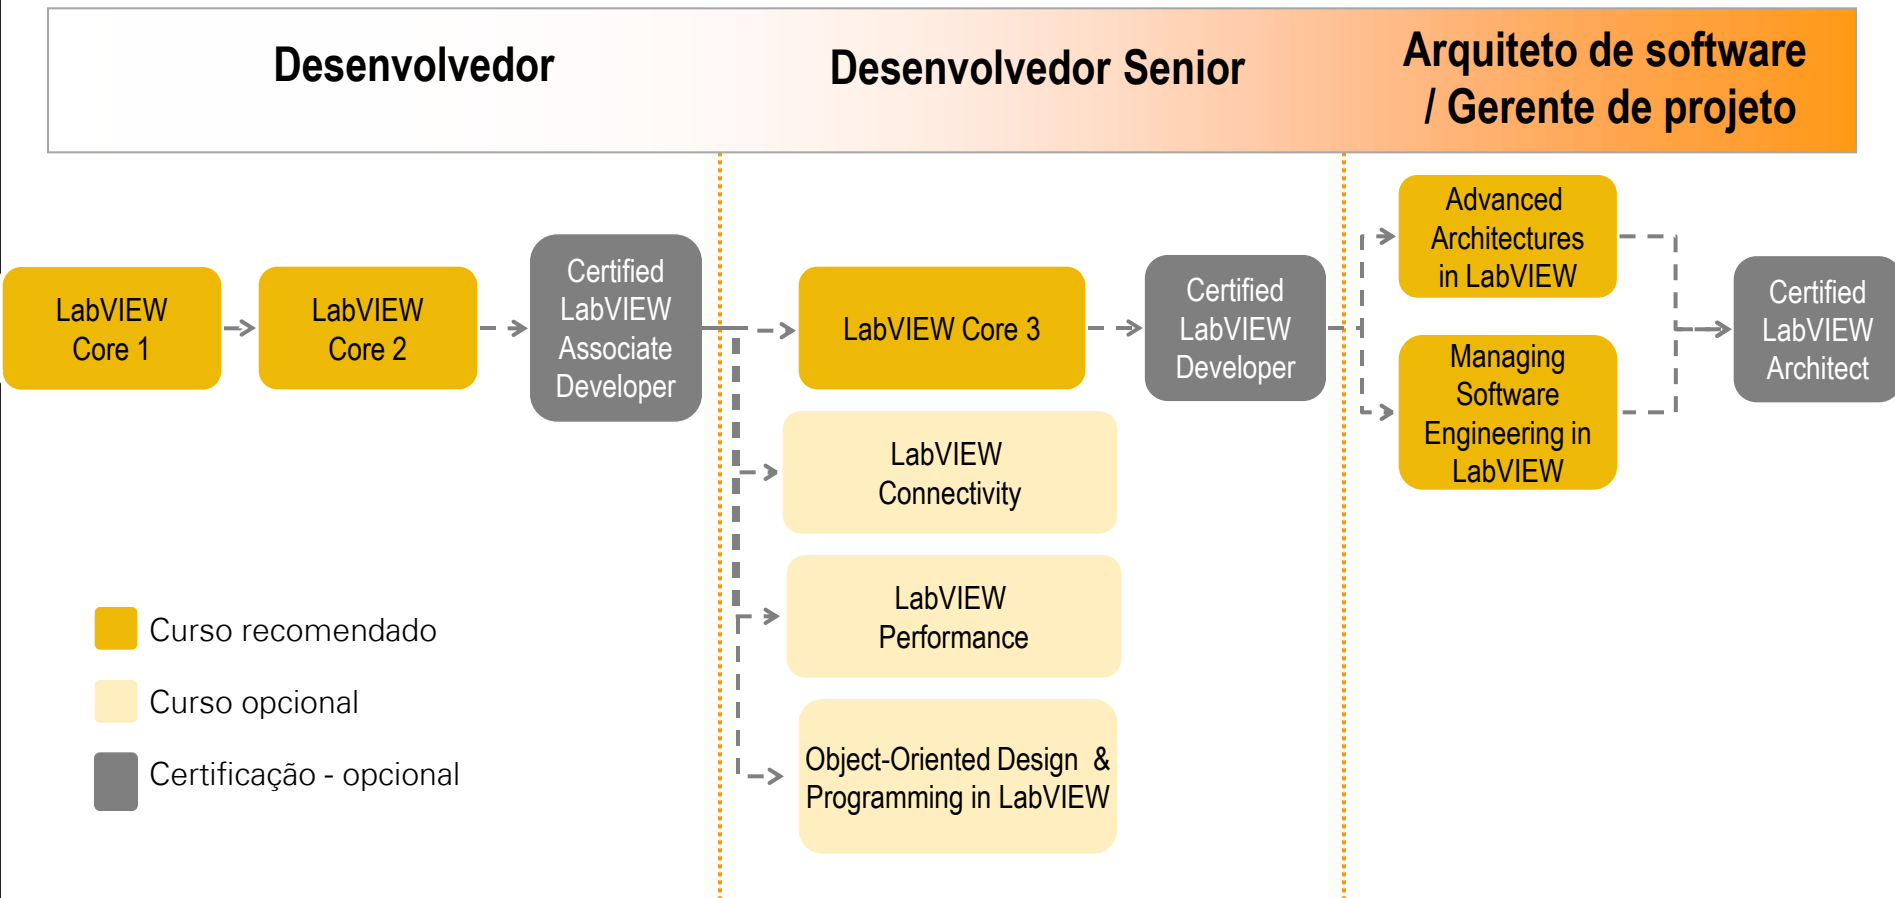 Desenvolvedor
Desenvolvedor Senior
Arquiteto de software
/ Gerente de projeto
LabVIEW
Core 1
LabVIEW
Core 2
Certified
LabVIEW
Associate
Developer
LabVIEW Core 3
Certified
LabVIEW
Developer
Advanced
Architectures
in LabVIEW
Managing
Software
Engineering in
LabVIEW
Certified
LabVIEW
Architect
LabVIEW
Connectivity
LabVIEW
Performance
Object-Oriented Design &
Programming in LabVIEW
Curso recomendado
Curso opcional
Certificação - opcional